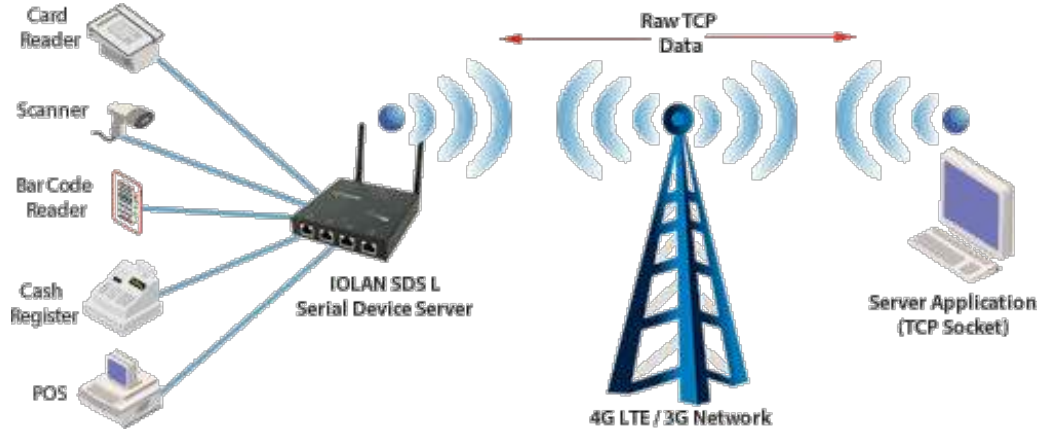 Card
Reader
Scanner
Bar Code
Reader
Cash
Register
POS
IOLAN SDS L
Serial Device Server
Raw TCP
Data
4G LTE / 3G Network
Server Application
(TCP Socket)